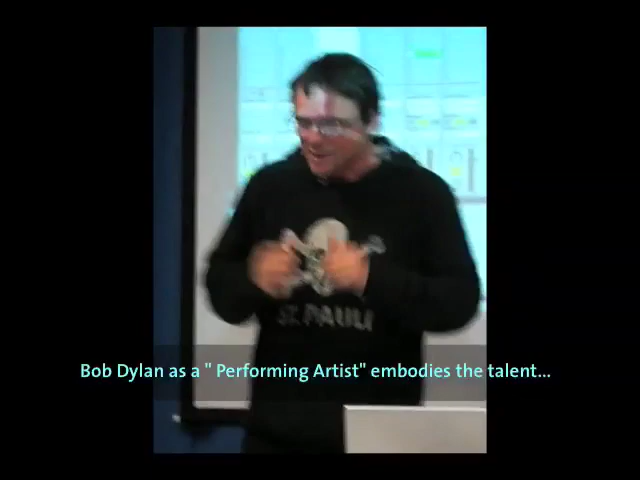 ST. PAULI
Bob Dylan as a " Performing Artist" embodies the talent...